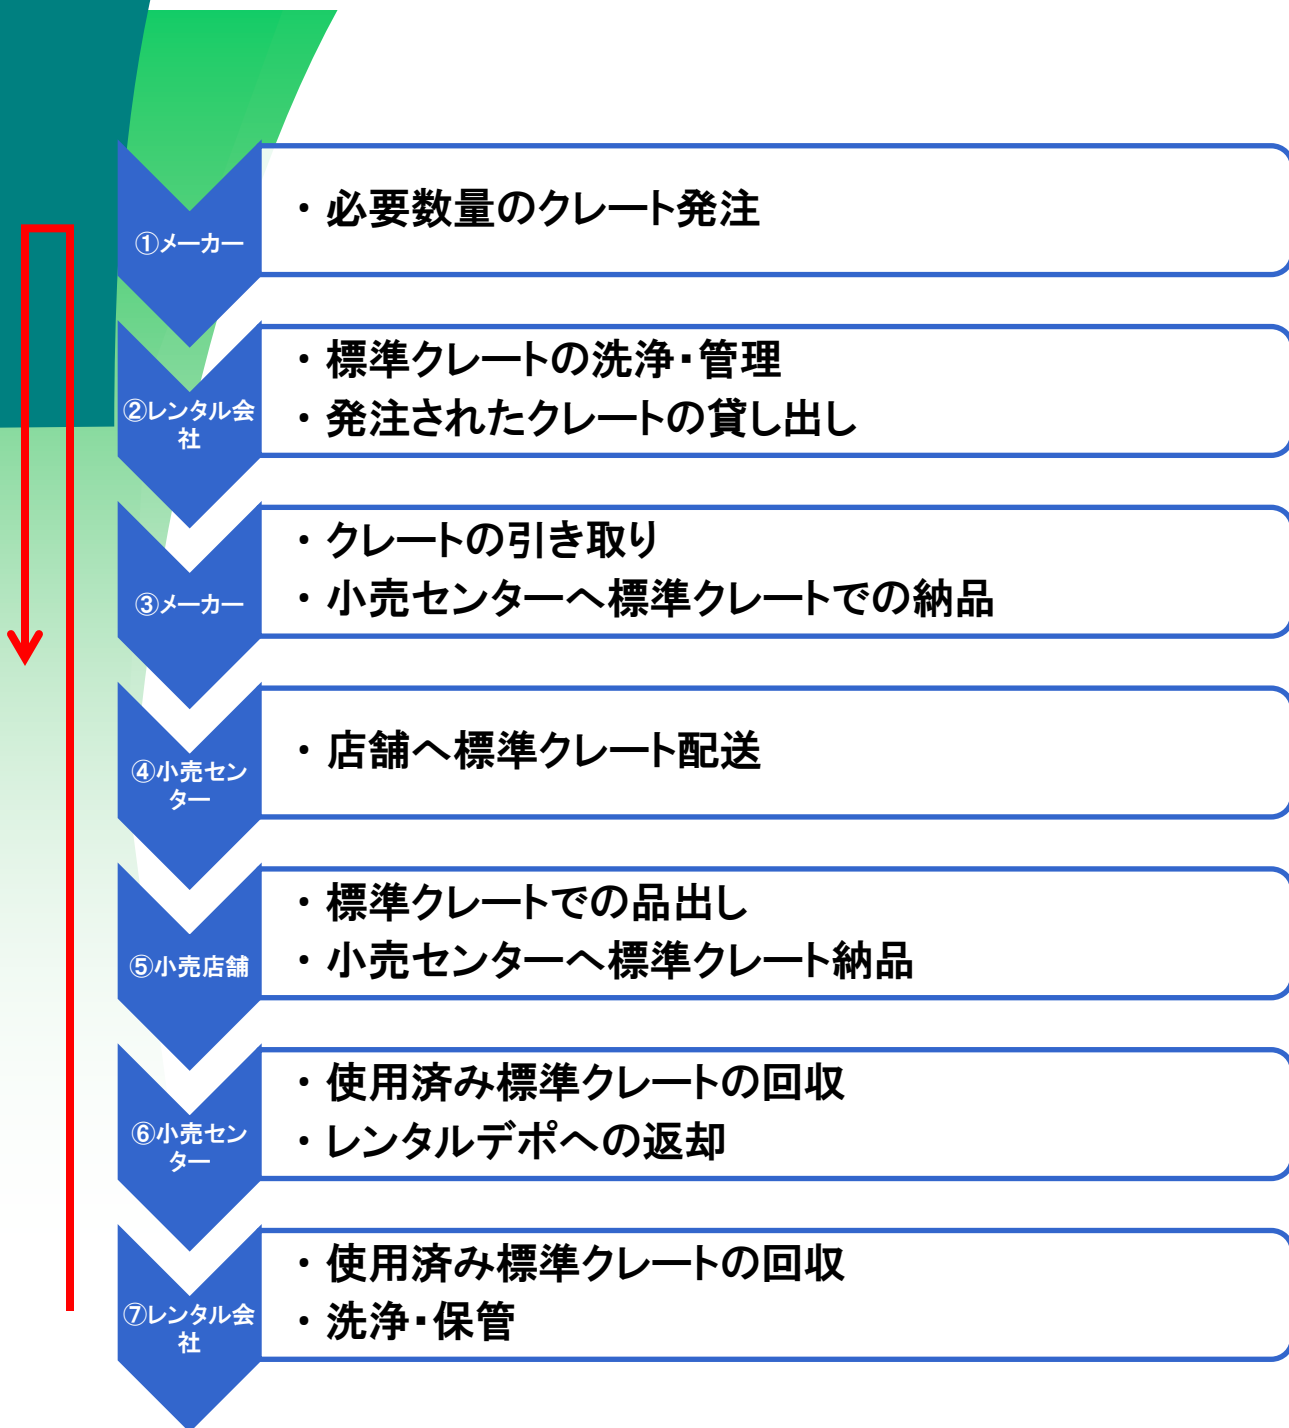 ①メーカー
・必要数量のクレート発注
②レンタル会
社
・標準クレートの洗浄・管理
・発注されたクレートの貸し出し
③メーカー
・クレートの引き取り
・小売センターへ標準クレートでの納品
④小売セン
ター
・店舗へ標準クレート配送
⑤小売店舗
・標準クレートでの品出し
・小売センターへ標準クレート納品
⑥小売セン
ター
・使用済み標準クレートの回収
・レンタルデポへの返却
⑦レンタル会
社
・使用済み標準クレートの回収
・洗浄・保管